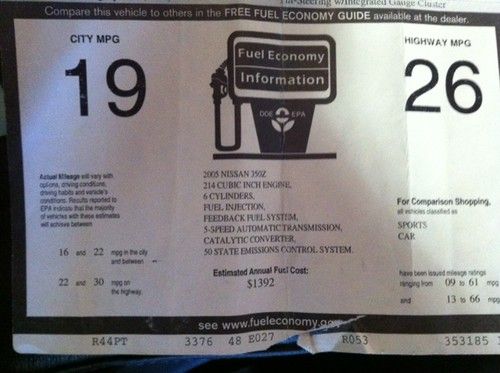 Tilt-Steering w/Integrated Gauge Cluster
Compare this vehicle to others in the FREE FUEL ECONOMY GUIDE available at the dealer.
CITY MPG
19
Fuel Economy
Information
DOE EPA
HIGHWAY MPG
26
Actual Mileage will vary with
options, driving conditions,
driving habits and vehicle's
conditions. Results reported to
EPA indicate that the majority
of vehicles with these estimates
will achieve between
16 and 22 mpg in the city
and between
22 and 30 mpg on
the highway.
2005 NISSAN 350Z
214 CUBIC INCH ENGINE,
6 CYLINDERS,
FUEL INJECTION,
FEEDBACK FUEL SYSTEM,
5-SPEED AUTOMATIC TRANSMISSION,
CATALYTIC CONVERTER,
50 STATE EMISSIONS CONTROL SYSTEM.
Estimated Annual Fuel Cost:
$1392
For Comparison Shopping,
all vehicles classified as
SPORTS
CAR
have been issued mileage ratings
ranging from 09 to 61 mpg
and 13 to 66 mpg
see www.fueleconomy.gov
R44PT 3376 48 E027 R053 353185